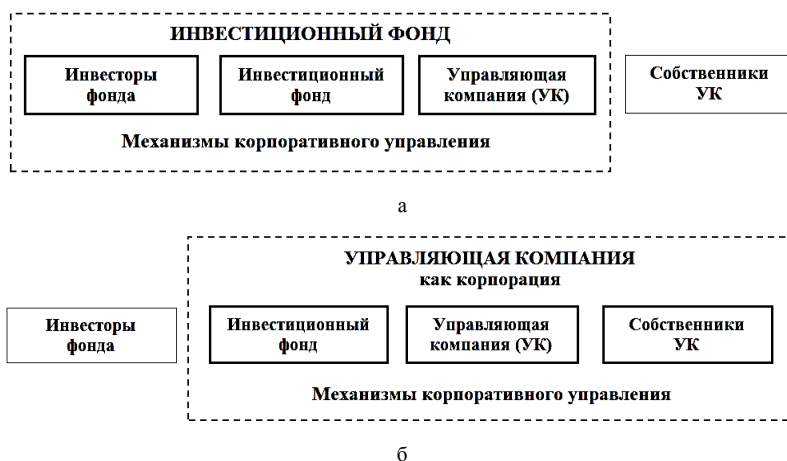 ИНВЕСТИЦИОННЫЙ ФОНД
Инвесторы
фонда
Инвестиционный
фонд
Управляющая
компания (УК)
Собственники
УК
Механизмы корпоративного управления
а
УПРАВЛЯЮЩАЯ КОМПАНИЯ
как корпорация
Инвесторы
фонда
Инвестиционный
фонд
Управляющая
компания (УК)
Собственники
УК
Механизмы корпоративного управления
б